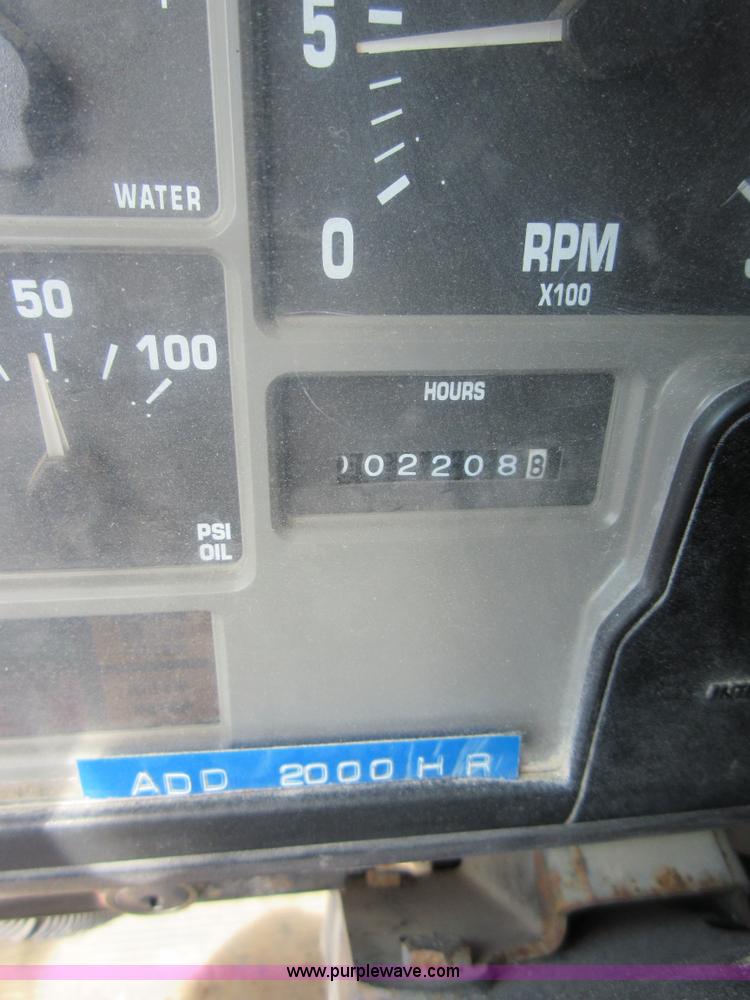 5
WATER
0
RPM
X100
50
100
HOURS
022088
PSI
OIL
ADD 2000 HR
www.purplewave.com